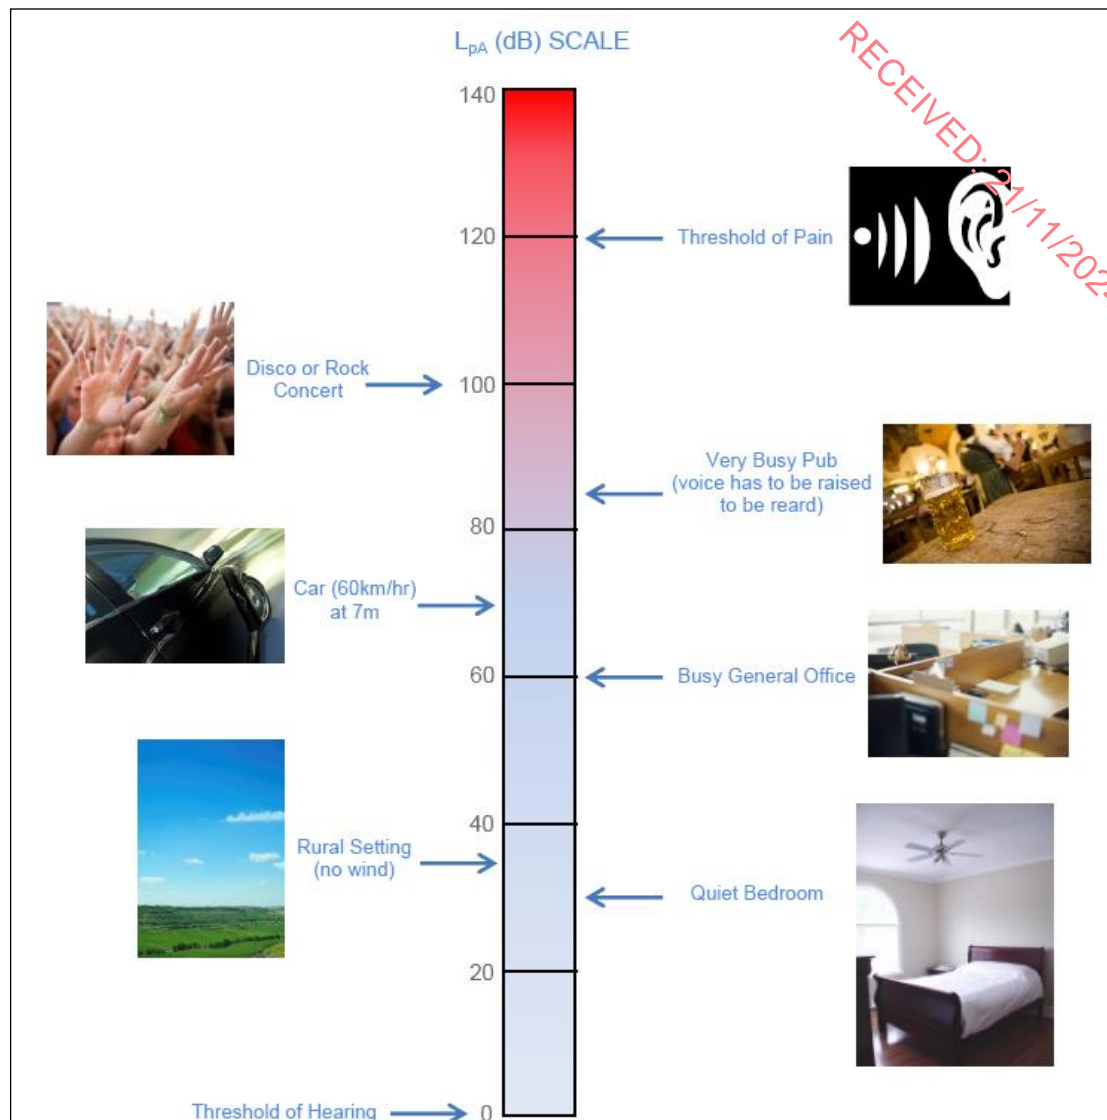 L_pA (dB) SCALE
140
RECEIVED: 21/11/202
120
Threshold of Pain
Disco or Rock
Concert
100
Very Busy Pub
(voice has to be raised
to be reard)
80
Car (60km/hr)
at 7m
60
Busy General Office
40
Rural Setting
(no wind)
Quiet Bedroom
20
Threshold of Hearing
0